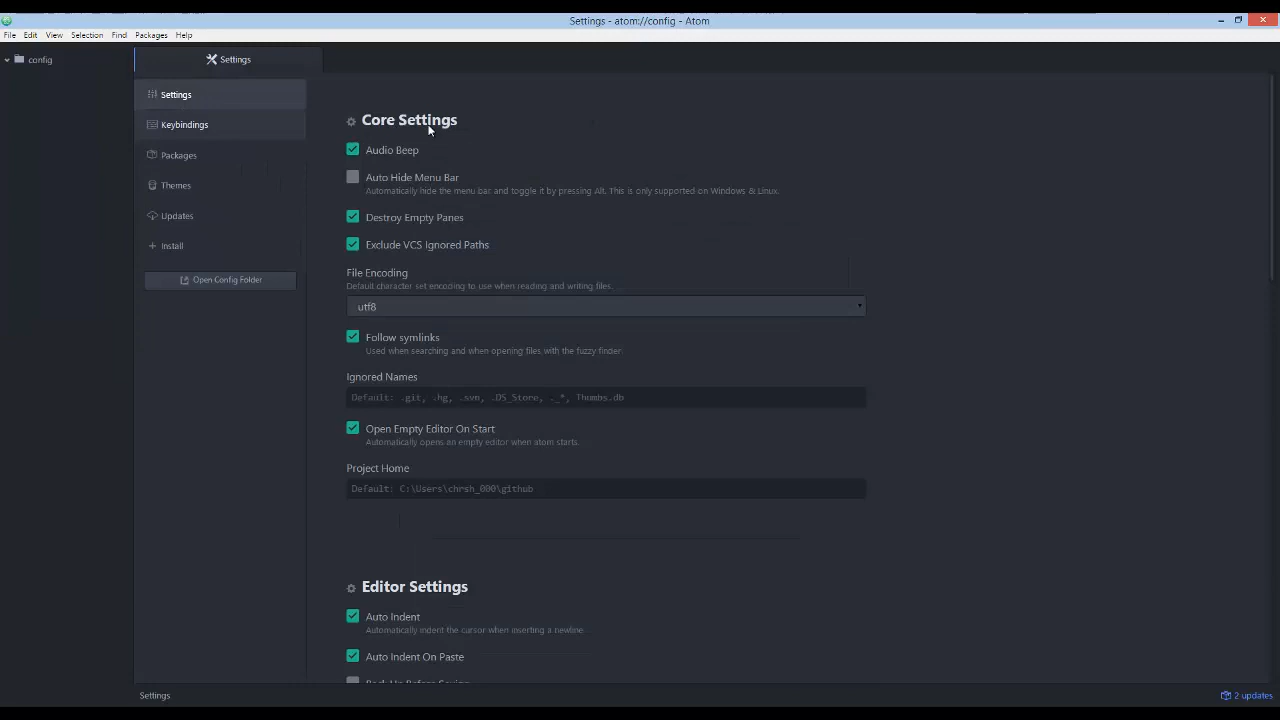 Settings - atom://config - Atom
File Edit View Selection Find Packages Help
config
Settings
Settings
Keybindings
Packages
Themes
Updates
Install
Open Config Folder
Core Settings
Audio Beep
Auto Hide Menu Bar
Automatically hide the menu bar and toggle it by pressing Alt. This is only supported on Windows & Linux.
Destroy Empty Panes
Exclude VCS Ignored Paths
File Encoding
Default character set encoding to use when reading and writing files.
utf8
Follow symlinks
Used when searching and when opening files with the fuzzy finder.
Ignored Names
Default: .git, .hg, .svn, .DS_Store, ._*, Thumbs.db
Open Empty Editor On Start
Automatically opens an empty editor when atom starts.
Project Home
Default: C:\Users\chrsh_000\github
Editor Settings
Auto Indent
Automatically indent the cursor when inserting a newline.
Auto Indent On Paste
Settings
2 updates